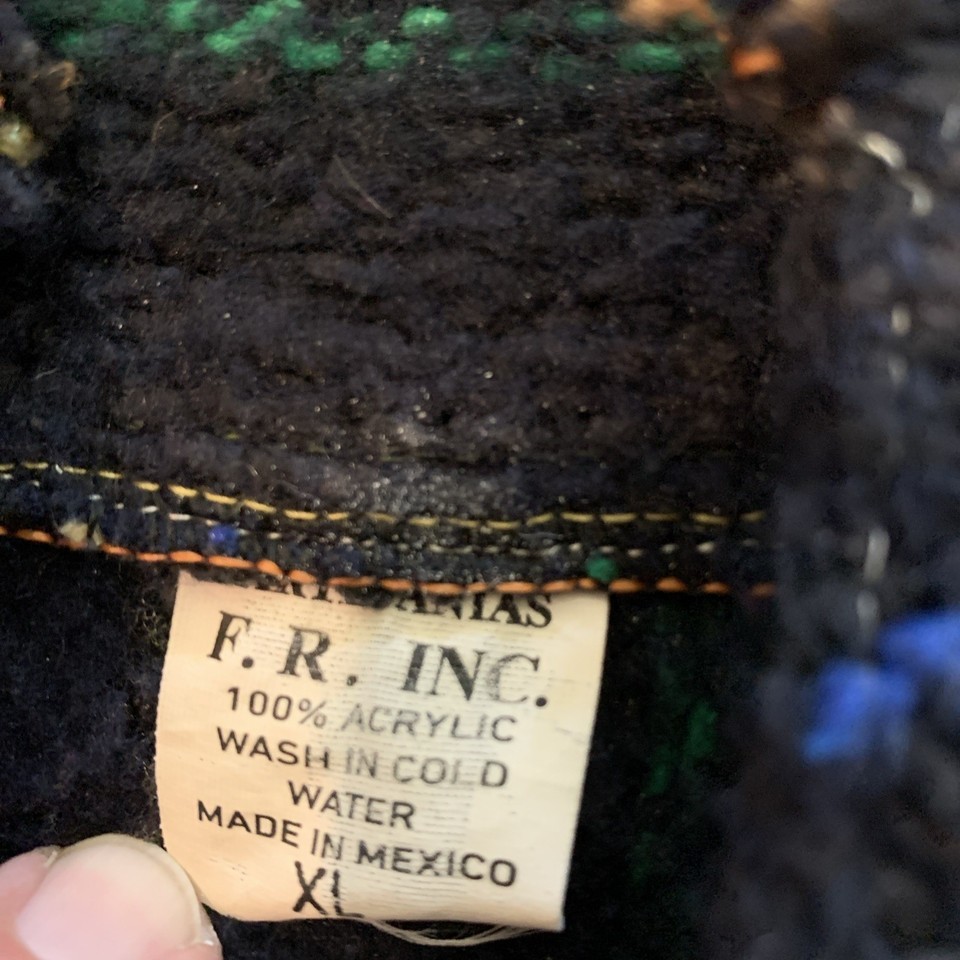 F. R. INC.
100% ACRYLIC
WASH IN COLD
WATER
MADE IN MEXICO
XL